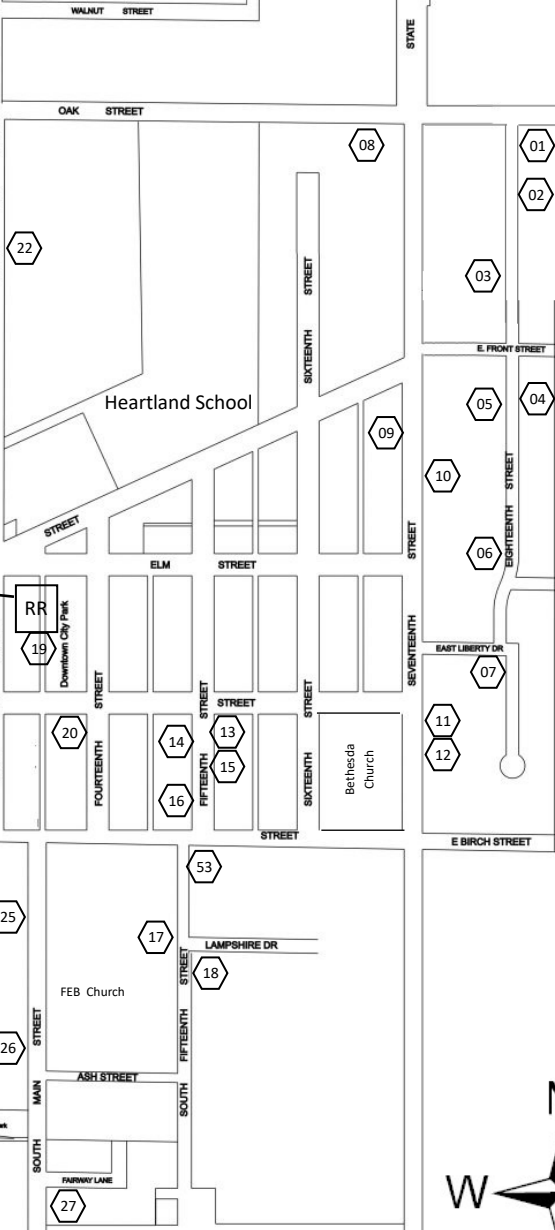 WALNUT STREET
STATE
OAK STREET
08
01
02
22
03
SIXTEENTH STREET
E. FRONT STREET
Heartland School
05
04
09
10
EIGHTEENTH STREET
STREET
06
ELM STREET
SEVENTEENTH STREET
RR
Downtown City Park
19
EAST LIBERTY DR
07
STREET
20
FOURTEENTH STREET
14
13
FIFTEENTH STREET
15
16
SIXTEENTH STREET
Bethesda
Church
11
12
STREET
E BIRCH STREET
53
25
17
LAMPSHIRE DR
18
FEB Church
26
SOUTH MAIN STREET
SOUTH FIFTEENTH STREET
ASH STREET
FAIRWAY LANE
27
W